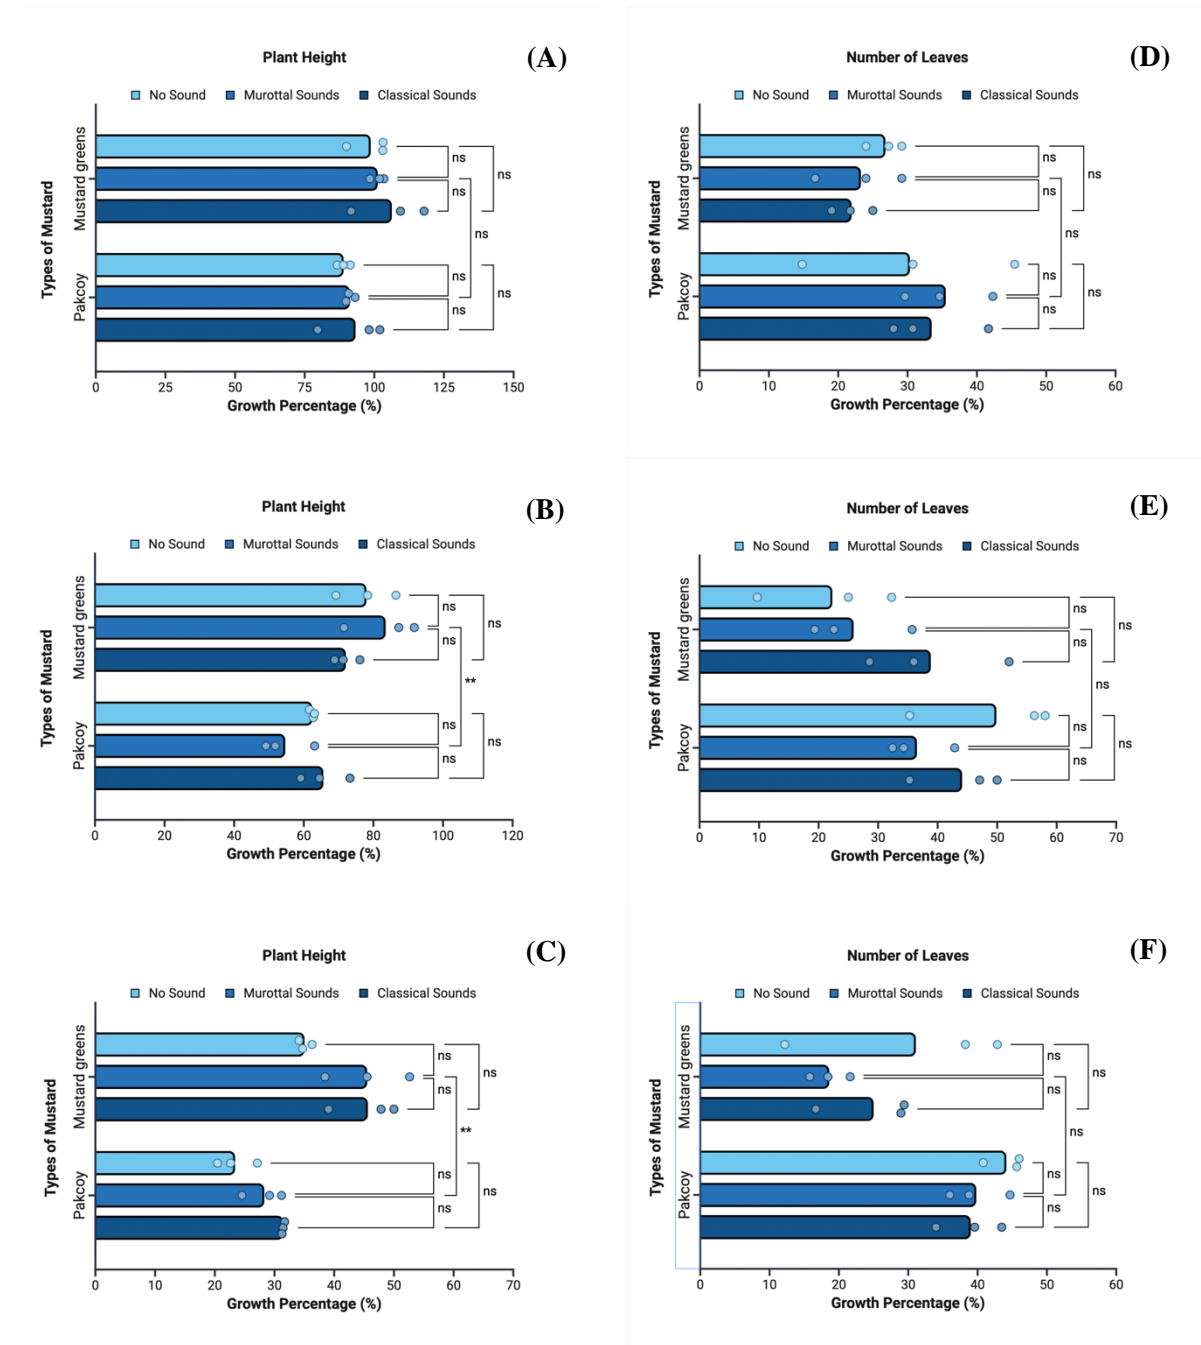 Plant Height
(A)
No Sound Murottal Sounds Classical Sounds
Types of Mustard
Mustard greens
Pakcoy
ns
ns
ns
ns
ns
ns
ns
0 25 50 75 100 125 150
Growth Percentage (%)
Number of Leaves
(D)
No Sound Murottal Sounds Classical Sounds
Types of Mustard
Mustard greens
Pakcoy
ns
ns
ns
ns
ns
ns
ns
0 10 20 30 40 50 60
Growth Percentage (%)
Plant Height
(B)
No Sound Murottal Sounds Classical Sounds
Types of Mustard
Mustard greens
Pakcoy
ns
ns
ns
**
ns
ns
ns
0 20 40 60 80 100 120
Growth Percentage (%)
Number of Leaves
(E)
No Sound Murottal Sounds Classical Sounds
Types of Mustard
Mustard greens
Pakcoy
ns
ns
ns
ns
ns
ns
ns
0 10 20 30 40 50 60 70
Growth Percentage (%)
Plant Height
(C)
No Sound Murottal Sounds Classical Sounds
Types of Mustard
Mustard greens
Pakcoy
ns
ns
ns
**
ns
ns
ns
0 10 20 30 40 50 60 70
Growth Percentage (%)
Number of Leaves
(F)
No Sound Murottal Sounds Classical Sounds
Types of Mustard
Mustard greens
Pakcoy
ns
ns
ns
ns
ns
ns
ns
0 10 20 30 40 50 60
Growth Percentage (%)